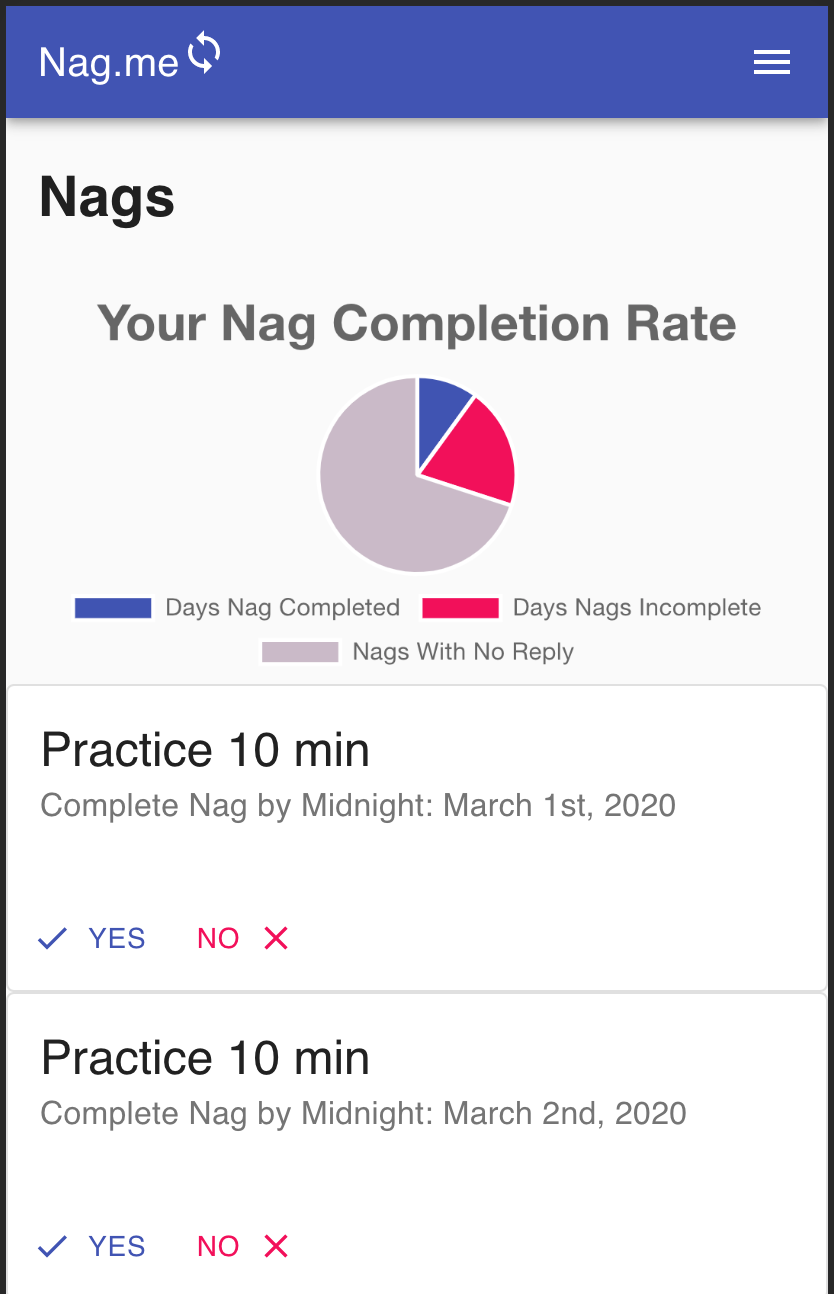 Nag.me
Nags
Your Nag Completion Rate
Days Nag Completed Days Nags Incomplete
Nags With No Reply
Practice 10 min
Complete Nag by Midnight: March 1st, 2020
YES NO
Practice 10 min
Complete Nag by Midnight: March 2nd, 2020
YES NO